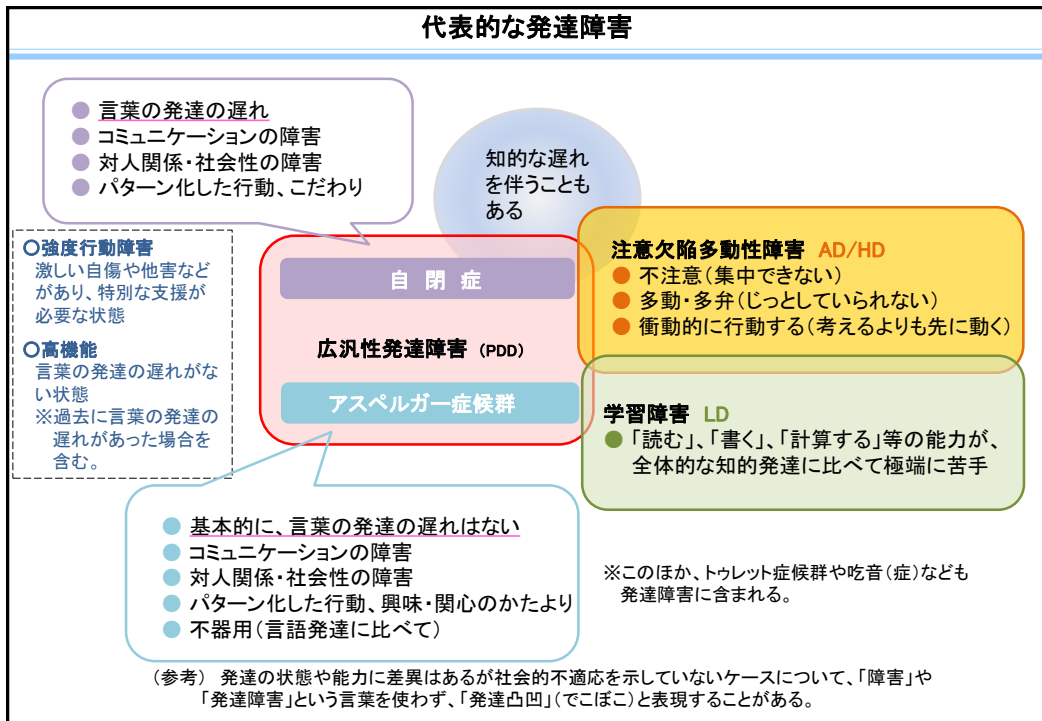 代表的な発達障害
● 言葉の発達の遅れ
● コミュニケーションの障害
● 対人関係・社会性の障害
● パターン化した行動、こだわり
知的な遅れ
を伴うことも
ある
○強度行動障害
激しい自傷や他害など
があり、特別な支援が
必要な状態
○高機能
言葉の発達の遅れがな
い状態
※過去に言葉の発達の
遅れがあった場合を
含む。
自 閉 症
広汎性発達障害 (PDD)
アスペルガー症候群
注意欠陥多動性障害 AD/HD
● 不注意(集中できない)
● 多動・多弁(じっとしていられない)
● 衝動的に行動する(考えるよりも先に動く)
学習障害 LD
● 「読む」、「書く」、「計算する」等の能力が、
全体的な知的発達に比べて極端に苦手
● 基本的に、言葉の発達の遅れはない
● コミュニケーションの障害
● 対人関係・社会性の障害
● パターン化した行動、興味・関心のかたより
● 不器用(言語発達に比べて)
※このほか、トゥレット症候群や吃音(症)なども
発達障害に含まれる。
(参考) 発達の状態や能力に差異はあるが社会的不適応を示していないケースについて、「障害」や
「発達障害」という言葉を使わず、「発達凸凹」(でこぼこ)と表現することがある。